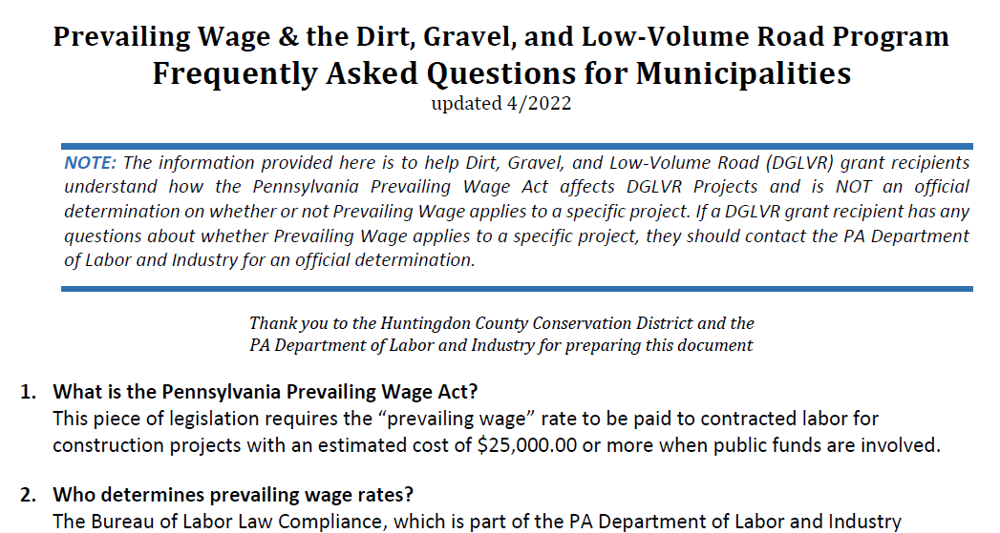 Prevailing Wage & the Dirt, Gravel, and Low-Volume Road Program
Frequently Asked Questions for Municipalities
updated 4/2022
NOTE: The information provided here is to help Dirt, Gravel, and Low-Volume Road (DGLVR) grant recipients
understand how the Pennsylvania Prevailing Wage Act affects DGLVR Projects and is NOT an official
determination on whether or not Prevailing Wage applies to a specific project. If a DGLVR grant recipient has any
questions about whether Prevailing Wage applies to a specific project, they should contact the PA Department
of Labor and Industry for an official determination.
Thank you to the Huntingdon County Conservation District and the
PA Department of Labor and Industry for preparing this document
1. What is the Pennsylvania Prevailing Wage Act?
This piece of legislation requires the “prevailing wage” rate to be paid to contracted labor for
construction projects with an estimated cost of $25,000.00 or more when public funds are involved.
2. Who determines prevailing wage rates?
The Bureau of Labor Law Compliance, which is part of the PA Department of Labor and Industry